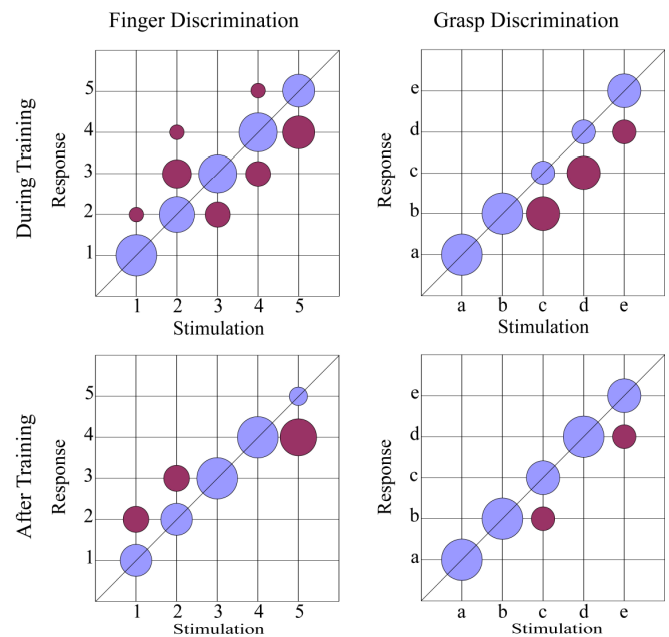 Finger Discrimination
Grasp Discrimination
During Training
Response
5
4
3
2
1
1 2 3 4 5
Stimulation
Response
e
d
c
b
a
a b c d e
Stimulation
After Training
Response
5
4
3
2
1
1 2 3 4 5
Stimulation
Response
e
d
c
b
a
a b c d e
Stimulation